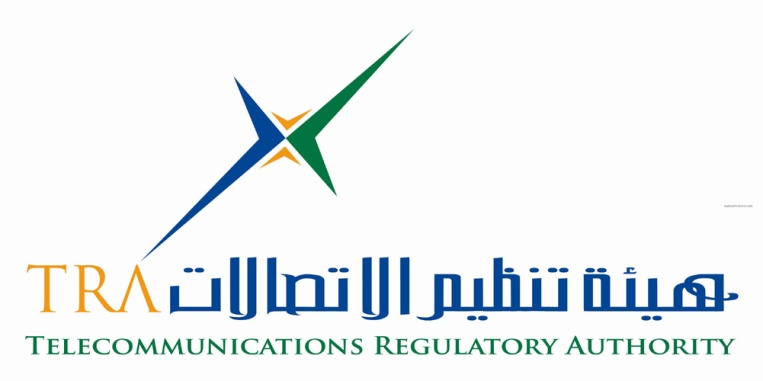 TRA هيئة تنظيم الاتصالات
TELECOMMUNICATIONS REGULATORY AUTHORITY